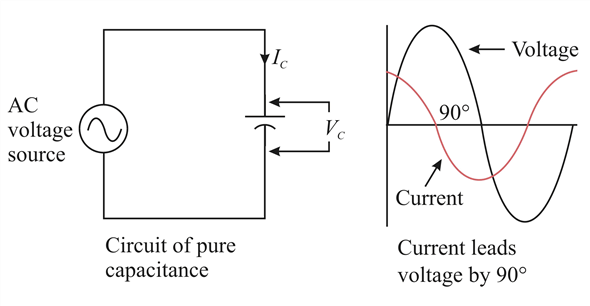 AC
voltage
source
I_C
V_C
Circuit of pure
capacitance
Voltage
90°
Current
Current leads
voltage by 90°